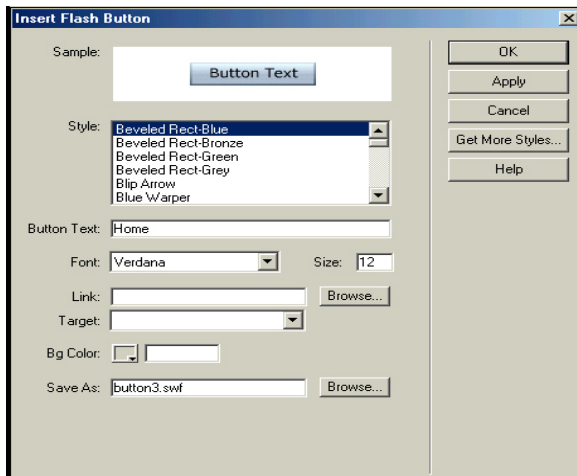 Insert Flash Button
Sample:
Button Text
Style:
Beveled Rect-Blue
Beveled Rect-Bronze
Beveled Rect-Green
Beveled Rect-Grey
Blip Arrow
Blue Warper
Button Text: Home
Font: Verdana Size: 12
Link: Browse...
Target:
Bg Color:
Save As: button3.swf Browse...
OK
Apply
Cancel
Get More Styles...
Help